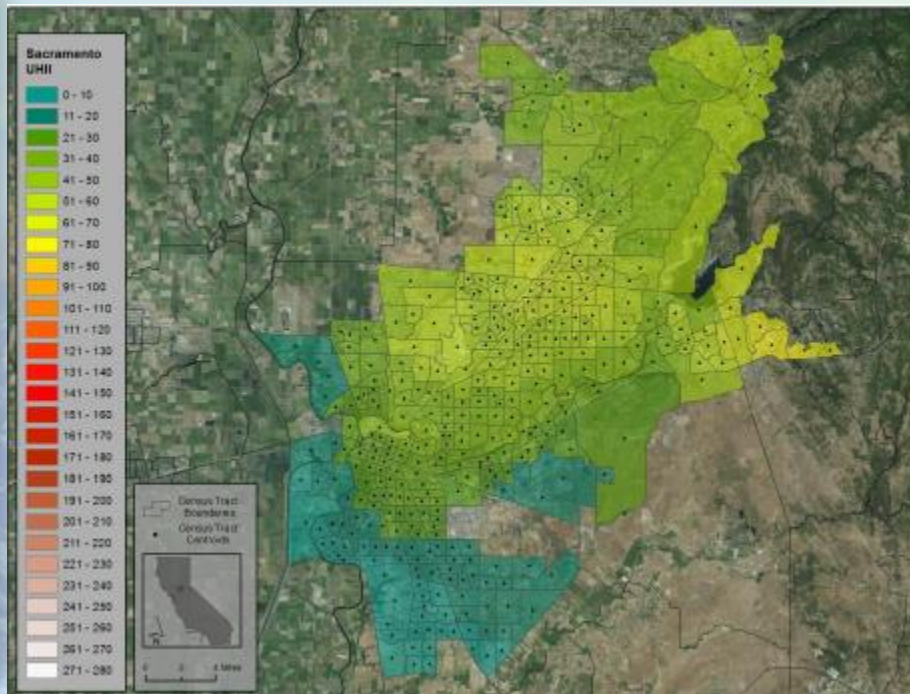 Sacramento
UHII
0 - 10
11 - 20
21 - 30
31 - 40
41 - 50
51 - 60
61 - 70
71 - 80
81 - 90
91 - 100
101 - 110
111 - 120
121 - 130
131 - 140
141 - 150
151 - 160
161 - 170
171 - 180
181 - 190
191 - 200
201 - 210
211 - 220
221 - 230
231 - 240
241 - 250
251 - 260
261 - 270
271 - 280
Census Tract
Boundaries
Census Tract
Centroids
N
0 2 4 Miles